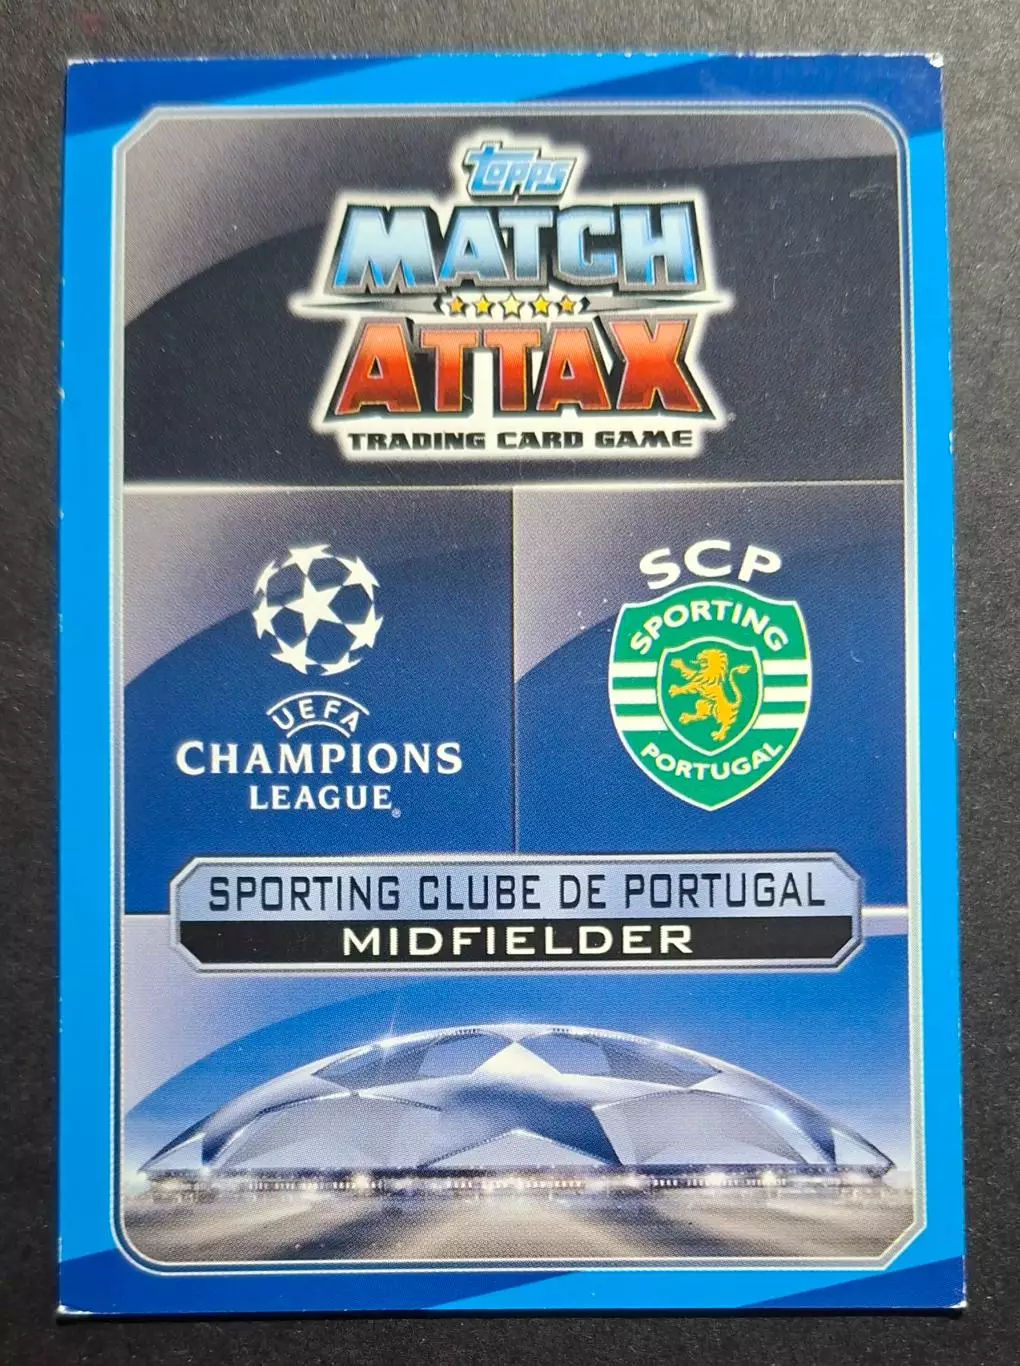 Topps
MATCH
ATTAX
TRADING CARD GAME
UEFA
CHAMPIONS
LEAGUE®
SCP
SPORTING
PORTUGAL
SPORTING CLUBE DE PORTUGAL
MIDFIELDER